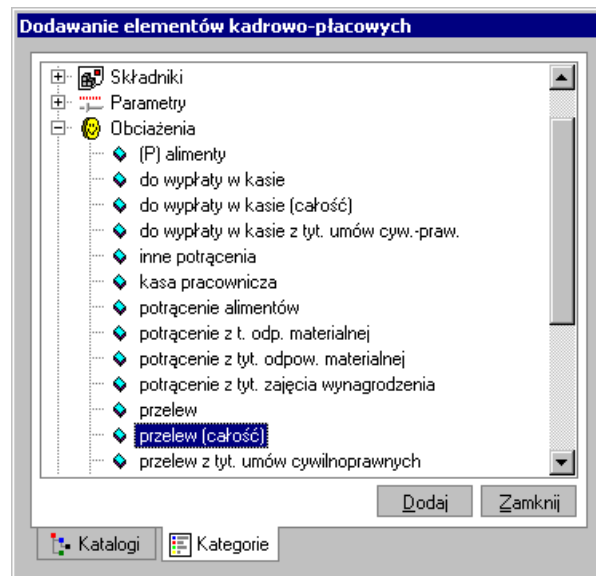 Dodawanie elementów kadrowo-płacowych
Składniki
Parametry
Obciażenia
(P) alimenty
do wypłaty w kasie
do wypłaty w kasie (całość)
do wypłaty w kasie z tyt. umów cyw.-praw.
inne potrącenia
kasa pracownicza
potrącenie alimentów
potrącenie z t. odp. materialnej
potrącenie z tyt. odpow. materialnej
potrącenie z tyt. zajęcia wynagrodzenia
przelew
przelew (całość)
przelew z tyt. umów cywilnoprawnych
Dodaj Zamknij
Katalogi Kategorie